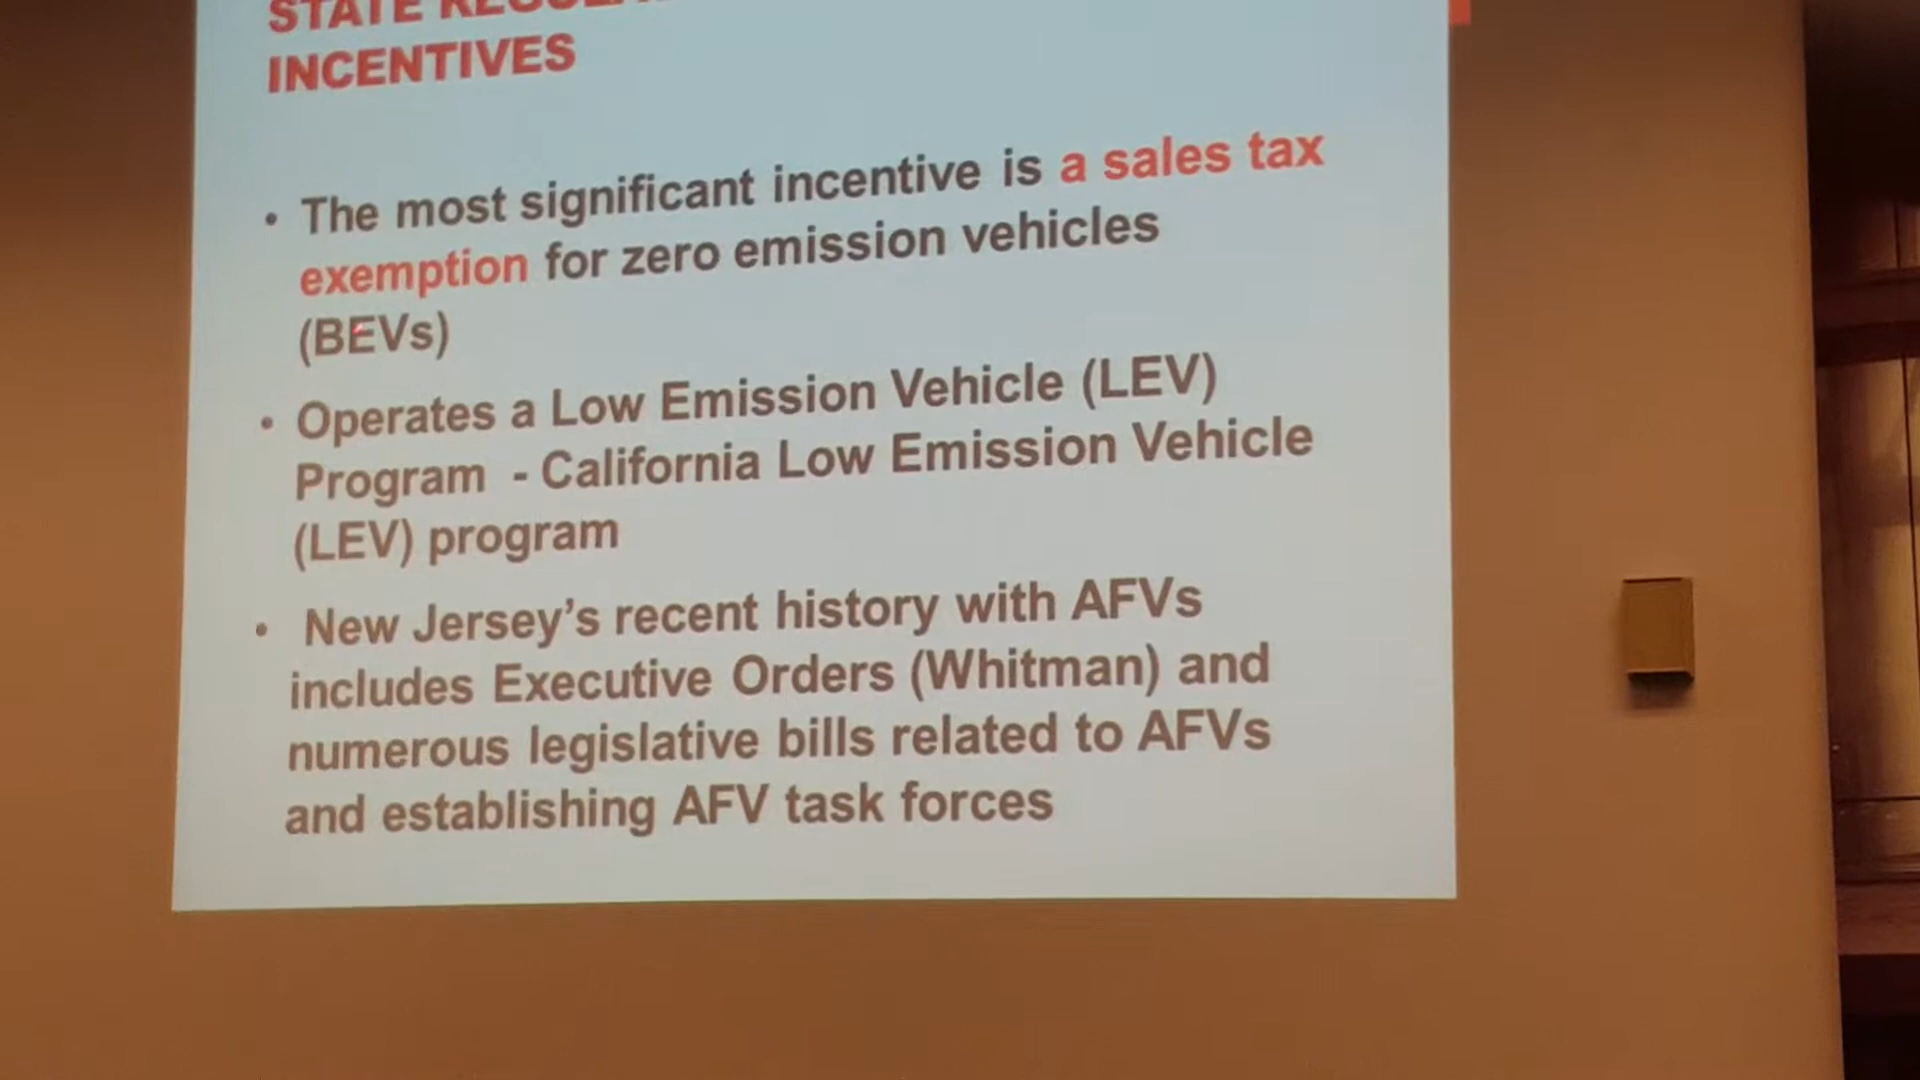 STATE
INCENTIVES
• The most significant incentive is a sales tax
exemption for zero emission vehicles
(BEVs)
• Operates a Low Emission Vehicle (LEV)
Program - California Low Emission Vehicle
(LEV) program
• New Jersey’s recent history with AFVs
includes Executive Orders (Whitman) and
numerous legislative bills related to AFVs
and establishing AFV task forces